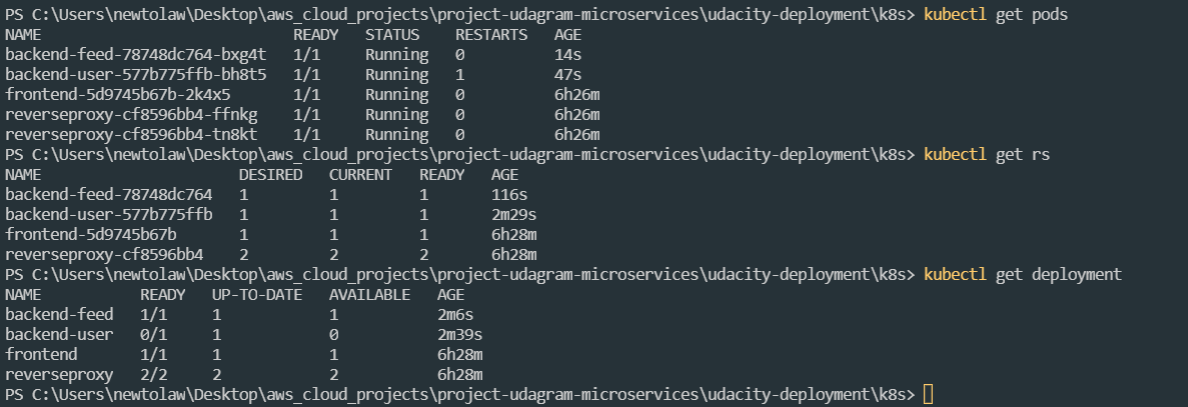 PS C:\Users\newtolaw\Desktop\aws_cloud_projects\project-udagram-microservices\udacity-deployment\k8s> kubectl get pods
NAME READY STATUS RESTARTS AGE
backend-feed-78748dc764-bxg4t 1/1 Running 0 14s
backend-user-577b775ffb-bh8t5 1/1 Running 1 47s
frontend-5d9745b67b-2k4x5 1/1 Running 0 6h26m
reverseproxy-cf8596bb4-ffnkg 1/1 Running 0 6h26m
reverseproxy-cf8596bb4-tn8kt 1/1 Running 0 6h26m
PS C:\Users\newtolaw\Desktop\aws_cloud_projects\project-udagram-microservices\udacity-deployment\k8s> kubectl get rs
NAME DESIRED CURRENT READY AGE
backend-feed-78748dc764 1 1 1 116s
backend-user-577b775ffb 1 1 1 2m29s
frontend-5d9745b67b 1 1 1 6h28m
reverseproxy-cf8596bb4 2 2 2 6h28m
PS C:\Users\newtolaw\Desktop\aws_cloud_projects\project-udagram-microservices\udacity-deployment\k8s> kubectl get deployment
NAME READY UP-TO-DATE AVAILABLE AGE
backend-feed 1/1 1 1 2m6s
backend-user 0/1 1 0 2m39s
frontend 1/1 1 1 6h28m
reverseproxy 2/2 2 2 6h28m
PS C:\Users\newtolaw\Desktop\aws_cloud_projects\project-udagram-microservices\udacity-deployment\k8s>